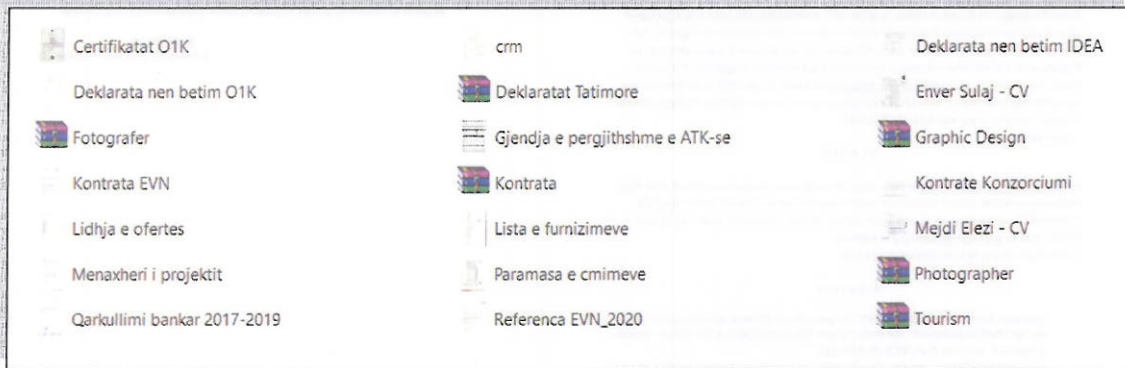 Certifikatat O1K
crm
Deklarata nen betim IDEA
Deklarata nen betim O1K
Deklaratat Tatimore
Enver Sulaj - CV
Fotografer
Gjendja e pergjithshme e ATK-se
Graphic Design
Kontrata EVN
Kontrata
Kontrate Konzorciumi
Lidhja e ofertes
Lista e furnizimeve
Mejdi Elezi - CV
Menaxheri i projektit
Paramasa e cmimeve
Photographer
Qarkullimi bankar 2017-2019
Referenca EVN_2020
Tourism